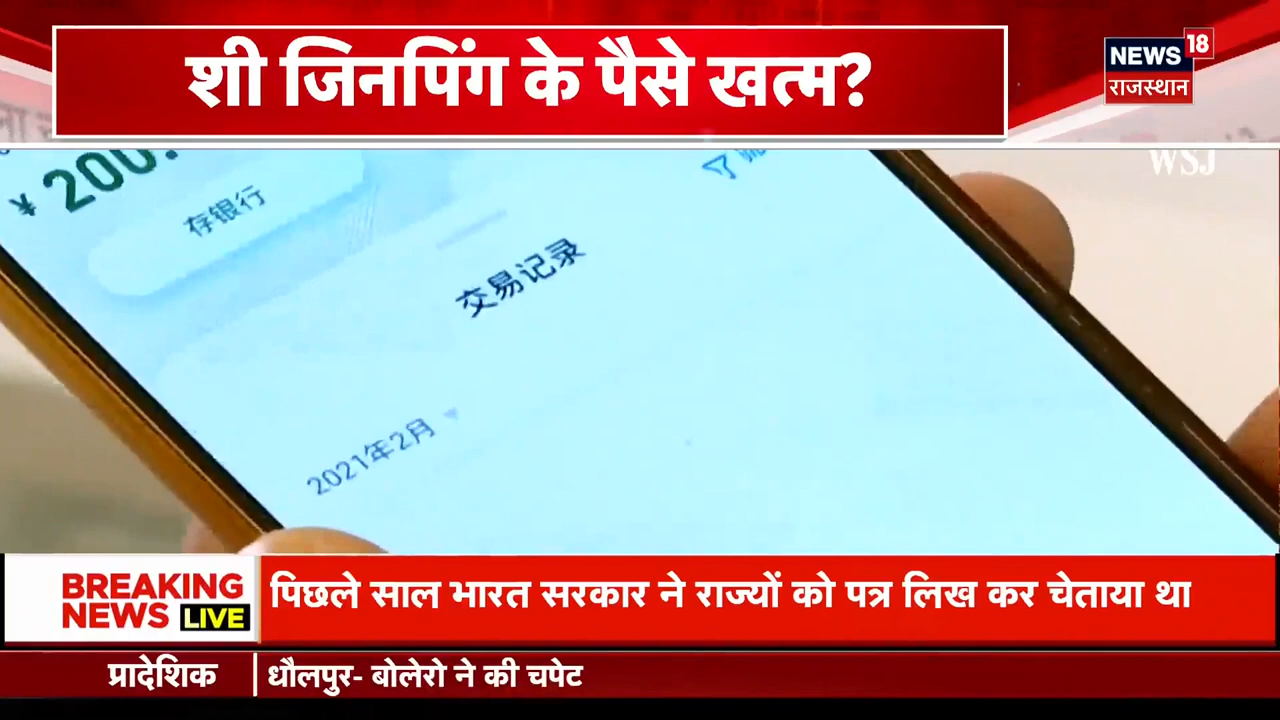 शी जिनपिंग के पैसे खत्म?
NEWS 18
राजस्थान
WSJ
¥ 200.
存银行
交易记录
2021年2月
BREAKING
NEWS LIVE
पिछले साल भारत सरकार ने राज्यों को पत्र लिख कर चेताया था
प्रादेशिक
धौलपुर- बोलेरो ने की चपेट